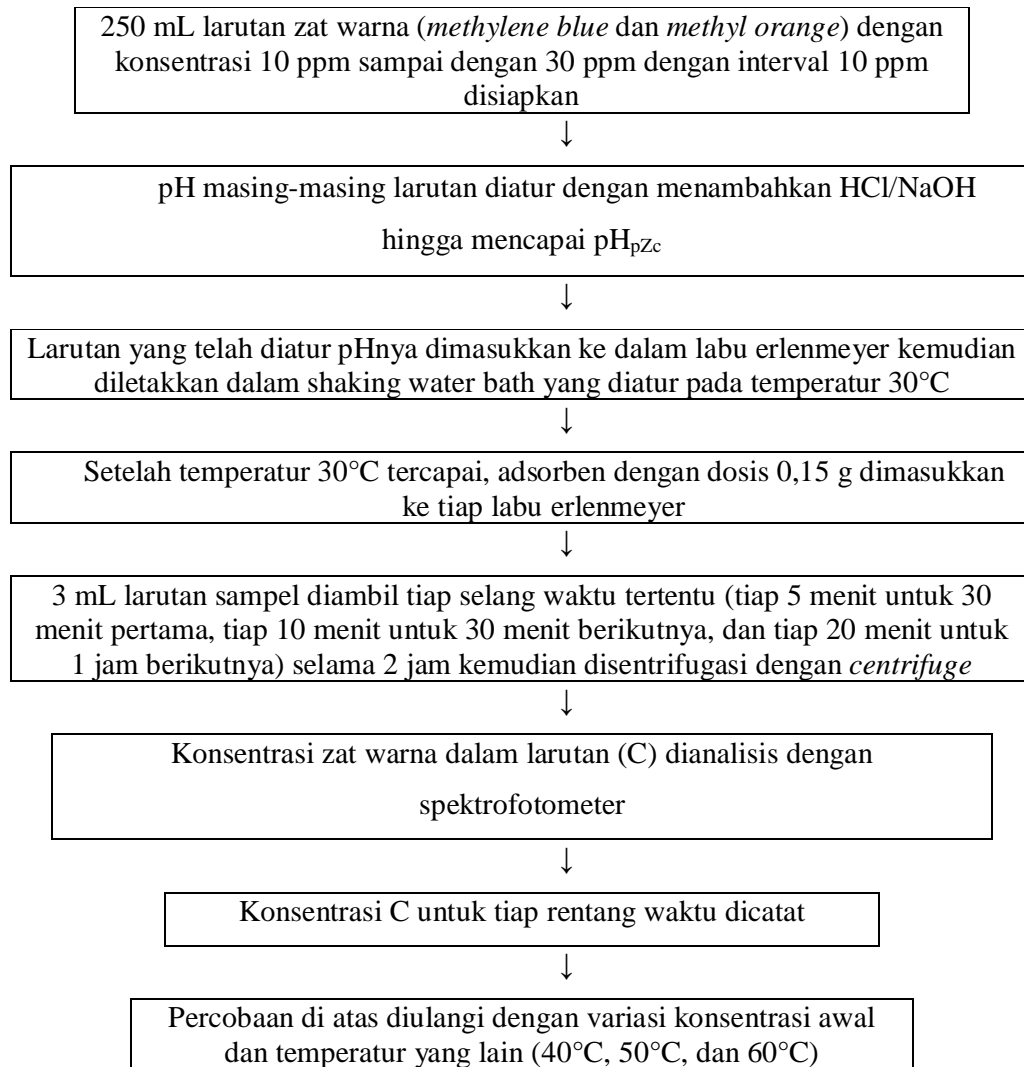 250 mL larutan zat warna (methylene blue dan methyl orange) dengan
konsentrasi 10 ppm sampai dengan 30 ppm dengan interval 10 ppm
disiapkan
↓
pH masing-masing larutan diatur dengan menambahkan HCl/NaOH
hingga mencapai pHpZc
↓
Larutan yang telah diatur pHnya dimasukkan ke dalam labu erlenmeyer kemudian
diletakkan dalam shaking water bath yang diatur pada temperatur 30°C
↓
Setelah temperatur 30°C tercapai, adsorben dengan dosis 0,15 g dimasukkan
ke tiap labu erlenmeyer
↓
3 mL larutan sampel diambil tiap selang waktu tertentu (tiap 5 menit untuk 30
menit pertama, tiap 10 menit untuk 30 menit berikutnya, dan tiap 20 menit untuk
1 jam berikutnya) selama 2 jam kemudian disentrifugasi dengan centrifuge
↓
Konsentrasi zat warna dalam larutan (C) dianalisis dengan
spektrofotometer
↓
Konsentrasi C untuk tiap rentang waktu dicatat
↓
Percobaan di atas diulangi dengan variasi konsentrasi awal
dan temperatur yang lain (40°C, 50°C, dan 60°C)